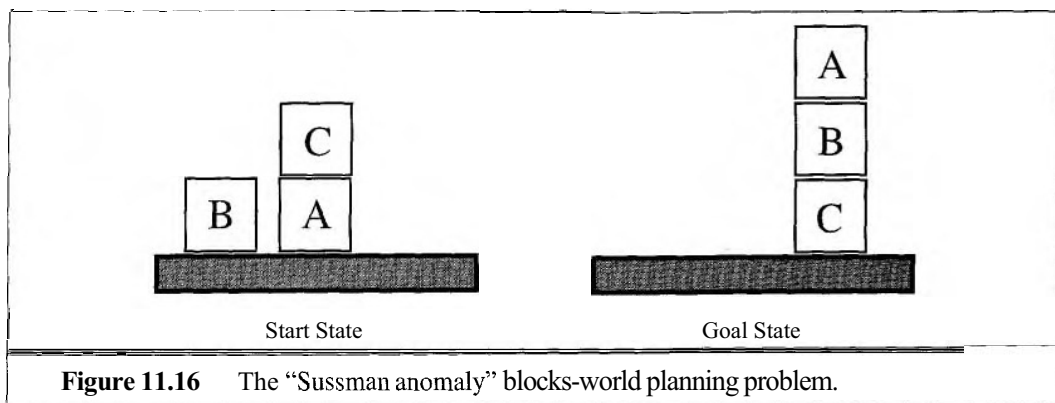 A
C
B
B A
C
Start State Goal State
Figure 11.16 The “Sussman anomaly” blocks-world planning problem.